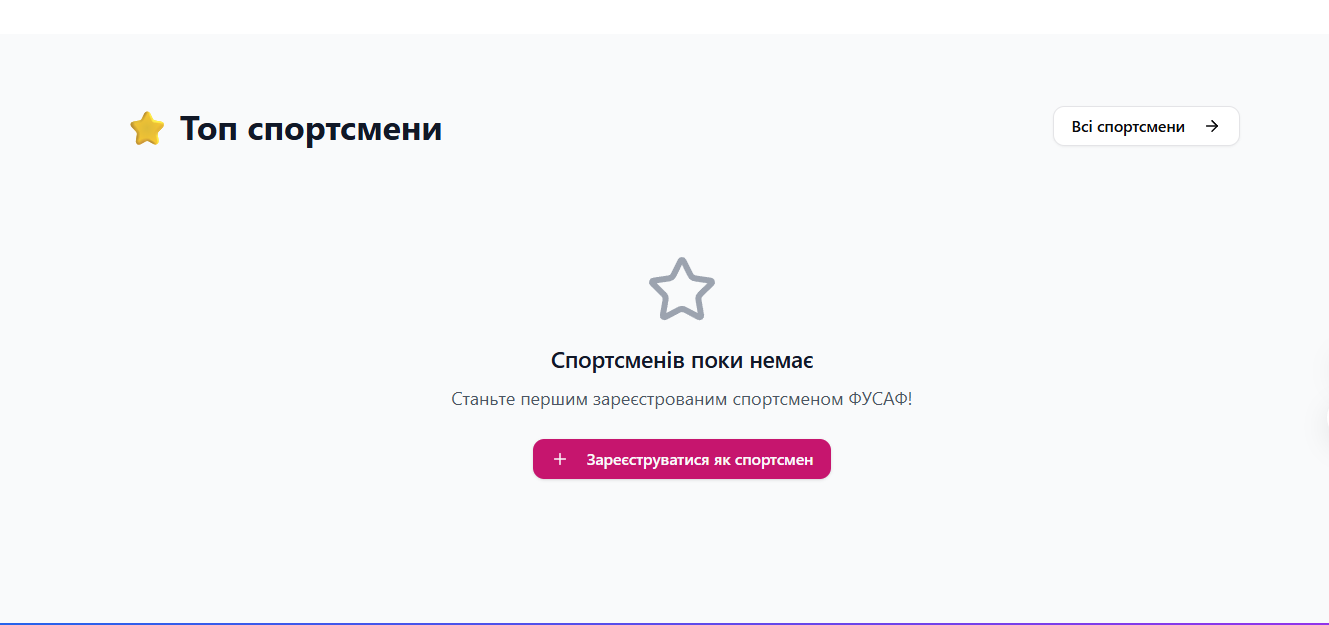 Топ спортсмени
Всі спортсмени
Спортсменів поки немає
Станьте першим зареєстрованим спортсменом ФУСАФ!
Зареєструватися як спортсмен